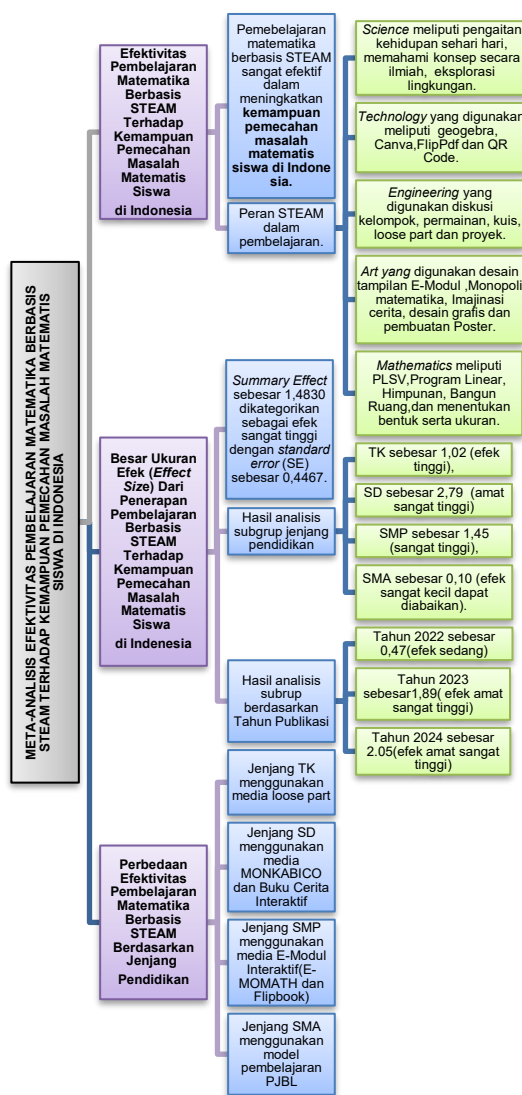 META-ANALISIS EFEKTIVITAS PEMBELAJARAN MATEMATIKA BERBASIS
STEAM TERHADAP KEMAMPUAN PEMECAHAN MASALAH MATEMATIS
SISWA DI INDONESIA
Efektivitas
Pembelajaran
Matematika
Berbasis
STEAM
Terhadap
Kemampuan
Pemecahan
Masalah
Matematis
Siswa
di Indonesia
Pemebelajaran
matematika
berbasis STEAM
sangat efektif
dalam
meningkatkan
kemampuan
pemecahan
masalah
matematis
siswa di Indone
sia.
Peran STEAM
dalam
pembelajaran.
Science meliputi pengaitan
kehidupan sehari hari,
memahami konsep secara
ilmiah, eksplorasi
lingkungan.
Technology yang digunakan
meliputi geogebra,
Canva,FlipPdf dan QR
Code.
Engineering yang
digunakan diskusi
kelompok, permainan, kuis,
loose part dan proyek.
Art yang digunakan desain
tampilan E-Modul ,Monopoli
matematika, Imajinasi
cerita, desain grafis dan
pembuatan Poster.
Mathematics meliputi
PLSV,Program Linear,
Himpunan, Bangun
Ruang,dan menentukan
bentuk serta ukuran.
Besar Ukuran
Efek (Effect
Size) Dari
Penerapan
Pembelajaran
Berbasis
STEAM
Terhadap
Kemampuan
Pemecahan
Masalah
Matematis
Siswa
di Indenesia
Summary Effect
sebesar 1,4830
dikategorikan
sebagai efek
sangat tinggi
dengan standard
error (SE)
sebesar 0,4467.
Hasil analisis
subgrup jenjang
pendidikan
TK sebesar 1,02 (efek
tinggi),
SD sebesar 2,79 (amat
sangat tinggi)
SMP sebesar 1,45
(sangat tinggi),
SMA sebesar 0,10 (efek
sangat kecil dapat
diabaikan).
Hasil analisis
subrup berdasarkan
Tahun Publikasi
Tahun 2022 sebesar
0,47(efek sedang)
Tahun 2023
sebesar1,89( efek amat
sangat tinggi)
Tahun 2024 sebesar
2.05(efek amat sangat
tinggi)
Perbedaan
Efektivitas
Pembelajaran
Matematika
Berbasis
STEAM
Berdasarkan
Jenjang
Pendidikan
Jenjang TK
menggunakan
media loose part
Jenjang SD
menggunakan
media
MONKABICO
dan Buku Cerita
Interaktif
Jenjang SMP
menggunakan
media E-Modul
Interaktif(E-
MOMATH dan
Flipbook)
Jenjang SMA
menggunakan
model
pembelajaran
PJBL